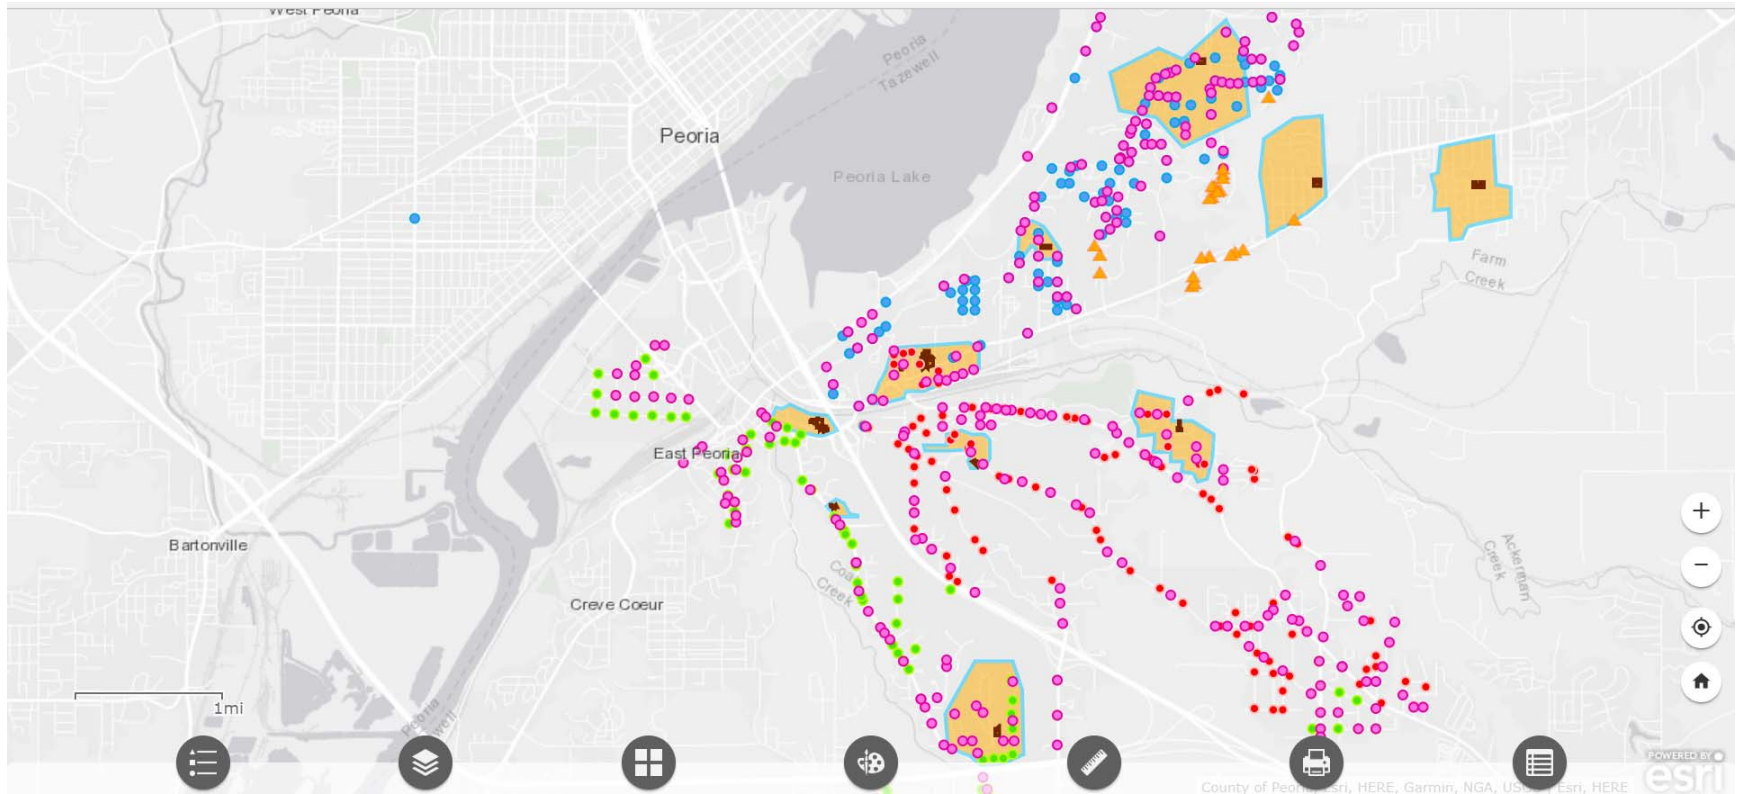 West Peoria
Peoria
Tazewell
Peoria
Peoria Lake
Farm
Creek
East Peoria
Bartonville
Ackerman
Creek
Coal
Creek
Creve Coeur
1mi
Peoria
well
POWERED BY
esri
County of Peoria, Esri, HERE, Garmin, NGA, USGS | Esri, HERE